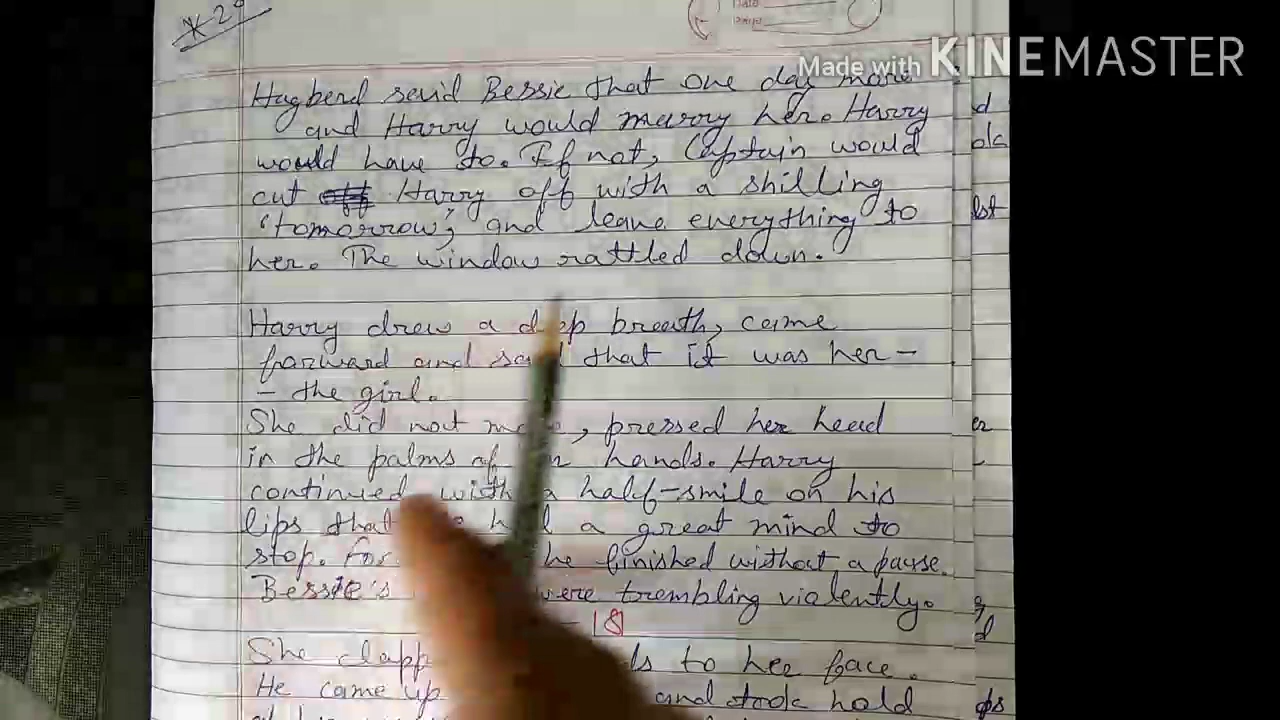 K-29
Made with KINEMASTER
Hagberd said Bessie that one day more
and Harry would marry her. Harry
would have to. If not, Captain would
cut Harry off with a shilling
'tomorrow', and leave everything to
her. The window rattled down.
Harry drew a deep breath, came
forward and said that it was her -
- the girl.
She did not , pressed her head
in the palms of her hands. Harry
continued with a half-smile on his
lips that a great mind to
stop. For he finished without a pause.
Bessie's were trembling violently.
18
She to her face.
He came up and took hold
d
lst
er
d